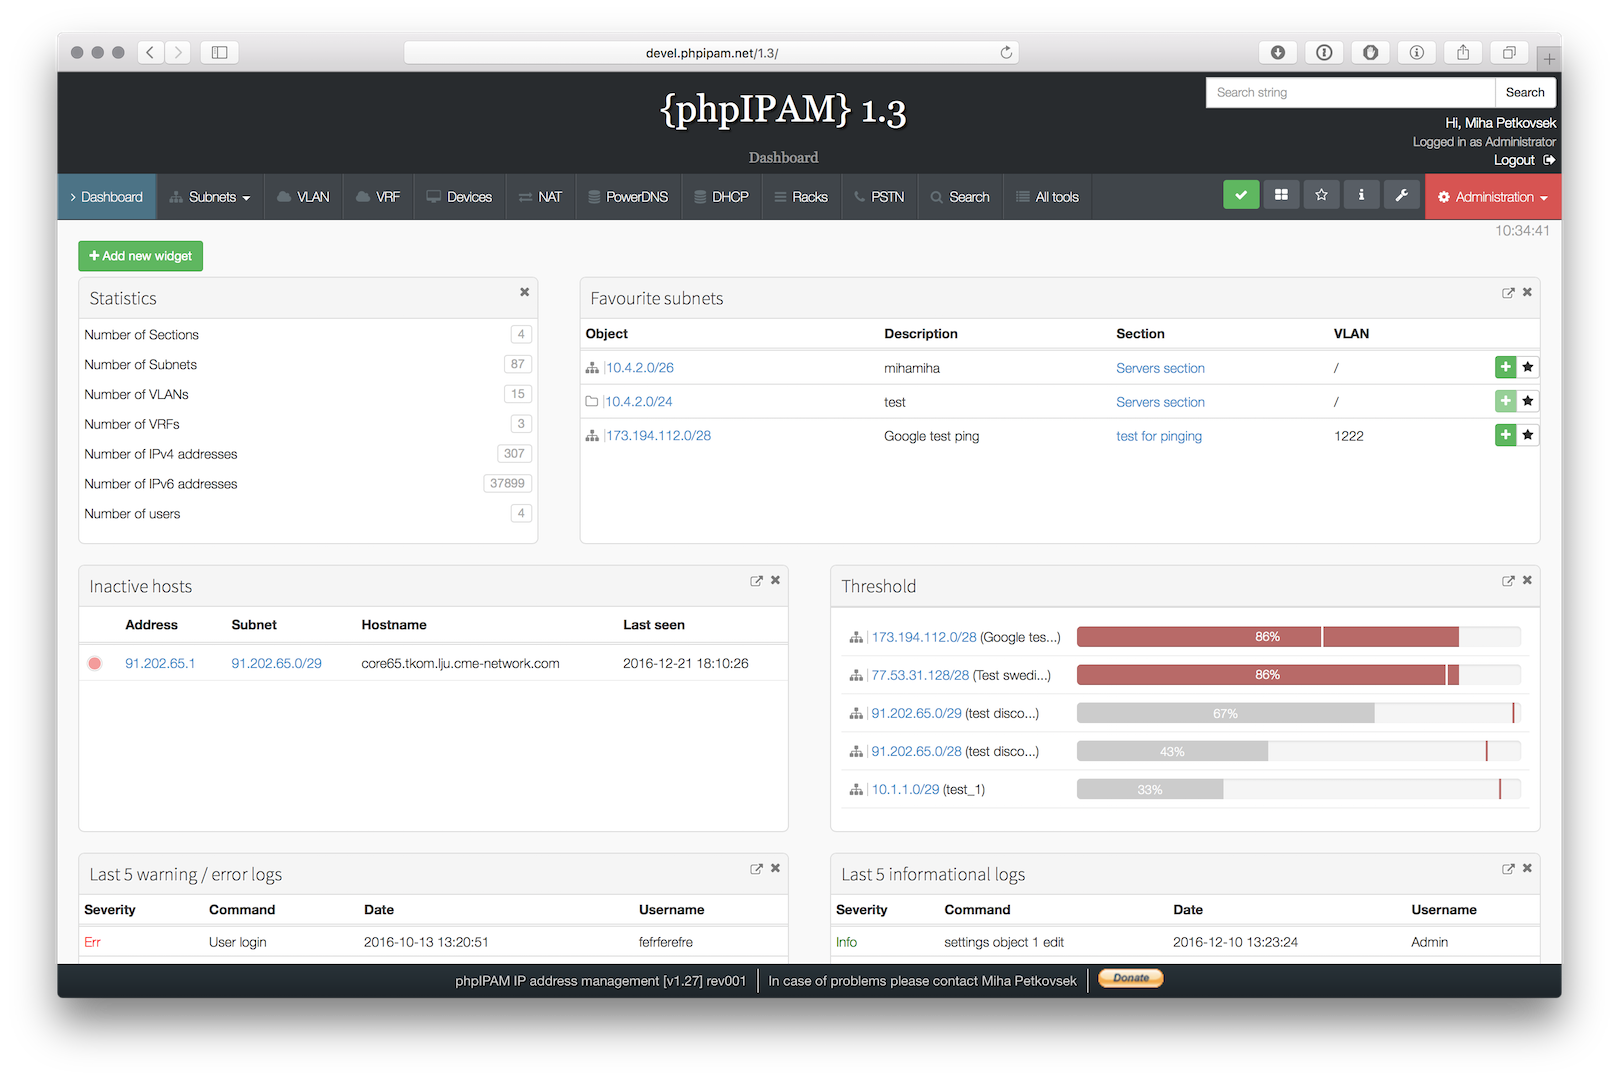 devel.phpipam.net/1.3/
{phpIPAM} 1.3
Dashboard
Search string Search
Hi, Miha Petkovsek
Logged in as Administrator
Logout
Dashboard Subnets VLAN VRF Devices NAT PowerDNS DHCP Racks PSTN Search All tools Administration
10:34:41
Add new widget
Statistics
Number of Sections 4
Number of Subnets 87
Number of VLANs 15
Number of VRFs 3
Number of IPv4 addresses 307
Number of IPv6 addresses 37899
Number of users 4
Favourite subnets
Object Description Section VLAN
10.4.2.0/26 mihamiha Servers section /
10.4.2.0/24 test Servers section /
173.194.112.0/28 Google test ping test for pinging 1222
Inactive hosts
Address Subnet Hostname Last seen
91.202.65.1 91.202.65.0/29 core65.tkom.lju.cme-network.com 2016-12-21 18:10:26
Threshold
173.194.112.0/28 (Google tes...) 86%
77.53.31.128/28 (Test swedi...) 86%
91.202.65.0/29 (test disco...) 67%
91.202.65.0/28 (test disco...) 43%
10.1.1.0/29 (test_1) 33%
Last 5 warning / error logs
Severity Command Date Username
Err User login 2016-10-13 13:20:51 fefrferefre
Last 5 informational logs
Severity Command Date Username
Info settings object 1 edit 2016-12-10 13:23:24 Admin
phpIPAM IP address management [v1.27] rev001 In case of problems please contact Miha Petkovsek Donate